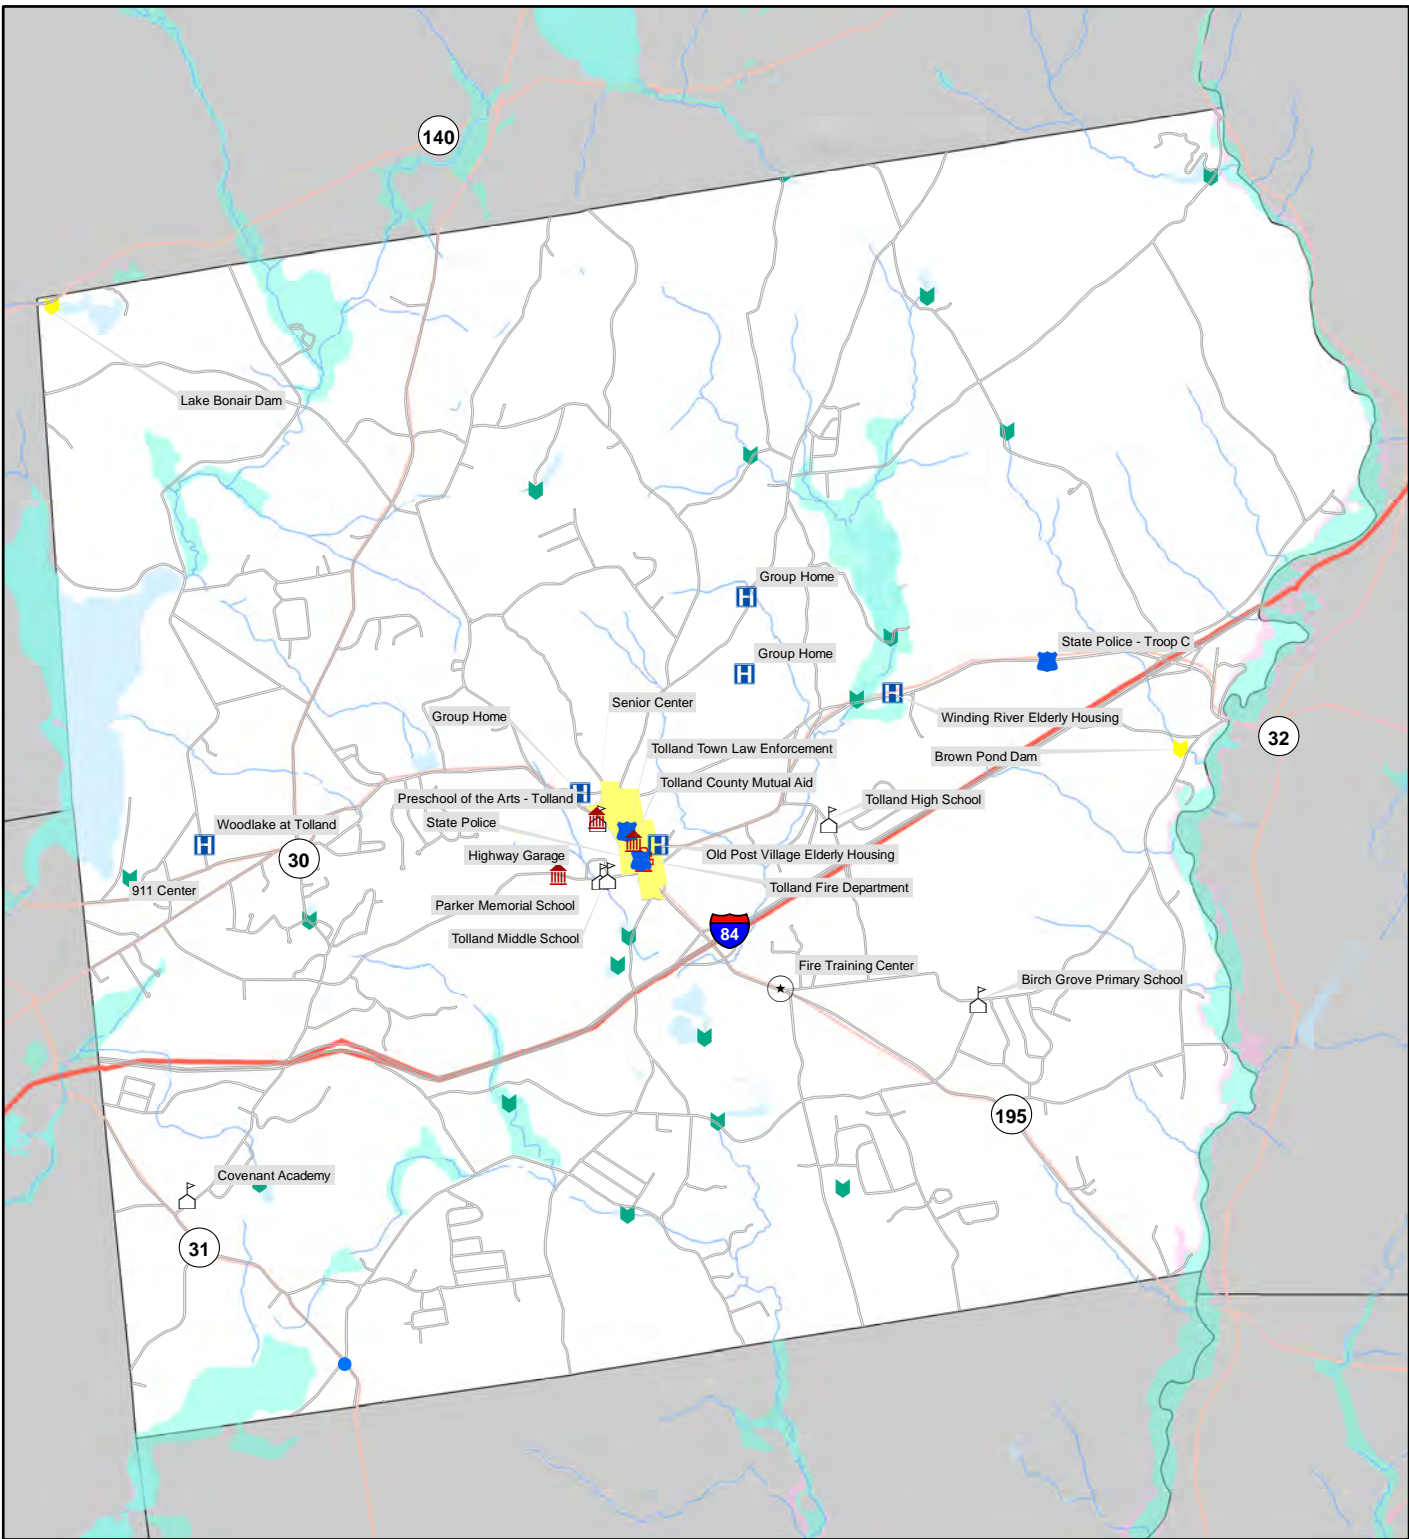 140
Lake Bonair Dam
Group Home
Group Home
State Police - Troop C
Senior Center
Group Home
Winding River Elderly Housing
32
Tolland Town Law Enforcement
Brown Pond Dam
Tolland County Mutual Aid
Preschool of the Arts - Tolland
Tolland High School
Woodlake at Tolland
State Police
30
Highway Garage
Old Post Village Elderly Housing
911 Center
Tolland Fire Department
Parker Memorial School
84
Tolland Middle School
Fire Training Center
Birch Grove Primary School
195
Covenant Academy
31
H
H
H
H
H
H